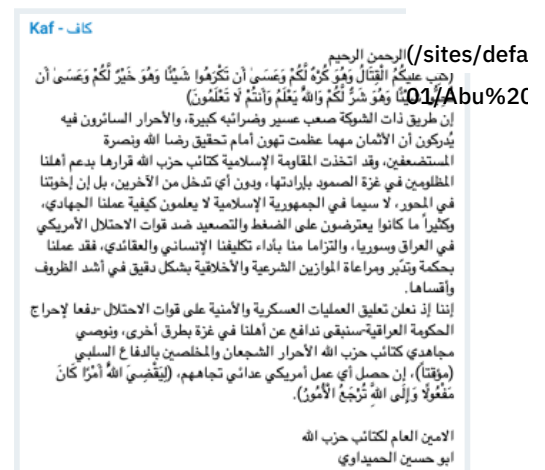 Kaf - كاف
الرحمن الرحيم(/sites/defa
كتب عليكم الْقِتَالُ وَهُوَ كُرْهٌ لَّكُمْ وَعَسَىٰ أَن تَكْرَهُوا شَيْئًا وَهُوَ خَيْرٌ لَّكُمْ وَعَسَىٰ أَن
01/Abu%20
وَهُوَ شَرٌّ لَّكُمْ وَاللَّهُ يَعْلَمُ وَأَنتُمْ لَا تَعْلَمُونَ)
إن طريق ذات الشوكة صعب عسير وضرائبه كبيرة، والأحرار السائرون فيه
يُدركون أن الأثمان مهما عظمت تهون أمام تحقيق رضا الله ونصرة
المستضعفين، وقد اتخذت المقاومة الإسلامية كتائب حزب الله قرارها بدعم أهلنا
المظلومين في غزة الصمود بإرادتها، ودون أي تدخل من الآخرين، بل إن إخوتنا
في المحور، لا سيما في الجمهورية الإسلامية لا يعلمون كيفية عملنا الجهادي،
وكثيراً ما كانوا يعترضون على الضغط والتصعيد ضد قوات الاحتلال الأمريكي
في العراق وسوريا، والتزاما منا بأداء تكليفنا الإنساني والعقائدي، فقد عملنا
بحكمة وتدّبر ومراعاة الموازين الشرعية والأخلاقية بشكل دقيق في أشد الظروف
وأقساها.
إننا إذ نعلن تعليق العمليات العسكرية والأمنية على قوات الاحتلال -دفعا لإحراج
الحكومة العراقية-سنبقى ندافع عن أهلنا في غزة بطرق أخرى، ونوصي
مجاهدي كتائب حزب الله الأحرار الشجعان والمخلصين بالدفاع السلبي
(مؤقتاً)، إن حصل أي عمل أمريكي عدائي تجاههم، (لِيَقْضِيَ اللَّهُ أَمْرًا كَانَ
مَفْعُولًا وَإِلَى اللَّهِ تُرْجَعُ الْأُمُورُ).
الامين العام لكتائب حزب الله
ابو حسين الحميداوي